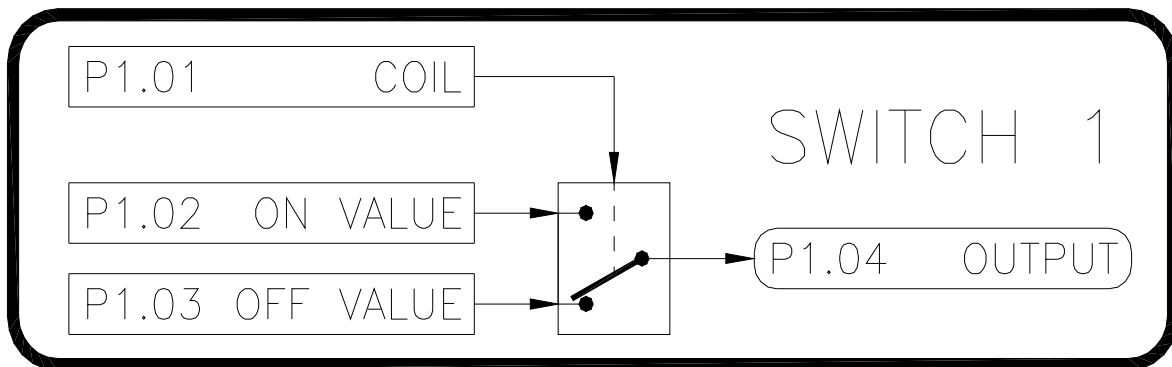 P1.01 COIL
SWITCH 1
P1.02 ON VALUE
P1.03 OFF VALUE
P1.04 OUTPUT